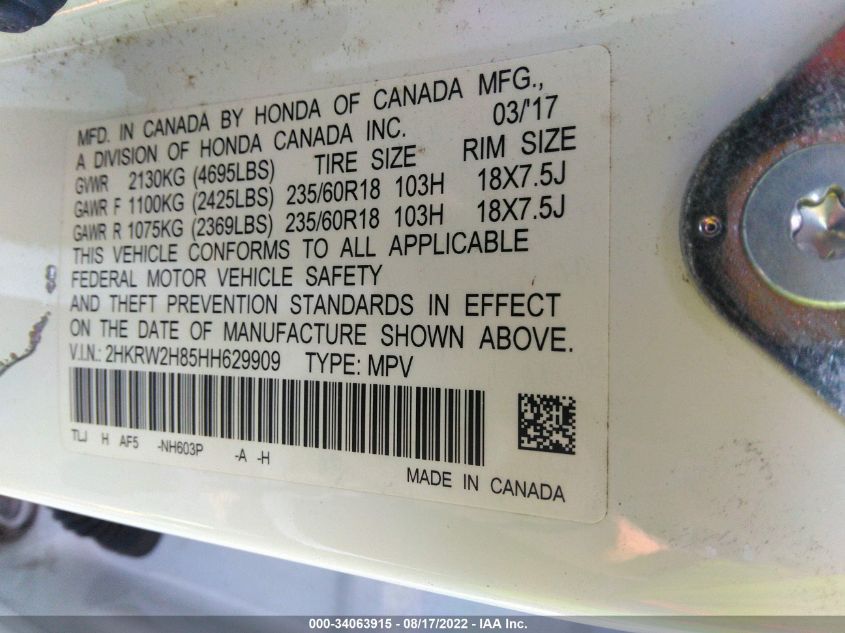 MFD. IN CANADA BY HONDA OF CANADA MFG.,
A DIVISION OF HONDA CANADA INC. 03/'17
GVWR 2130KG (4695LBS) TIRE SIZE RIM SIZE
GAWR F 1100KG (2425LBS) 235/60R18 103H 18X7.5J
GAWR R 1075KG (2369LBS) 235/60R18 103H 18X7.5J
THIS VEHICLE CONFORMS TO ALL APPLICABLE
FEDERAL MOTOR VEHICLE SAFETY
AND THEFT PREVENTION STANDARDS IN EFFECT
ON THE DATE OF MANUFACTURE SHOWN ABOVE.
V.I.N.: 2HKRW2H85HH629909 TYPE: MPV
TLJ H AF5 -NH603P -A -H
MADE IN CANADA
000-34063915 - 08/17/2022 - IAA Inc.